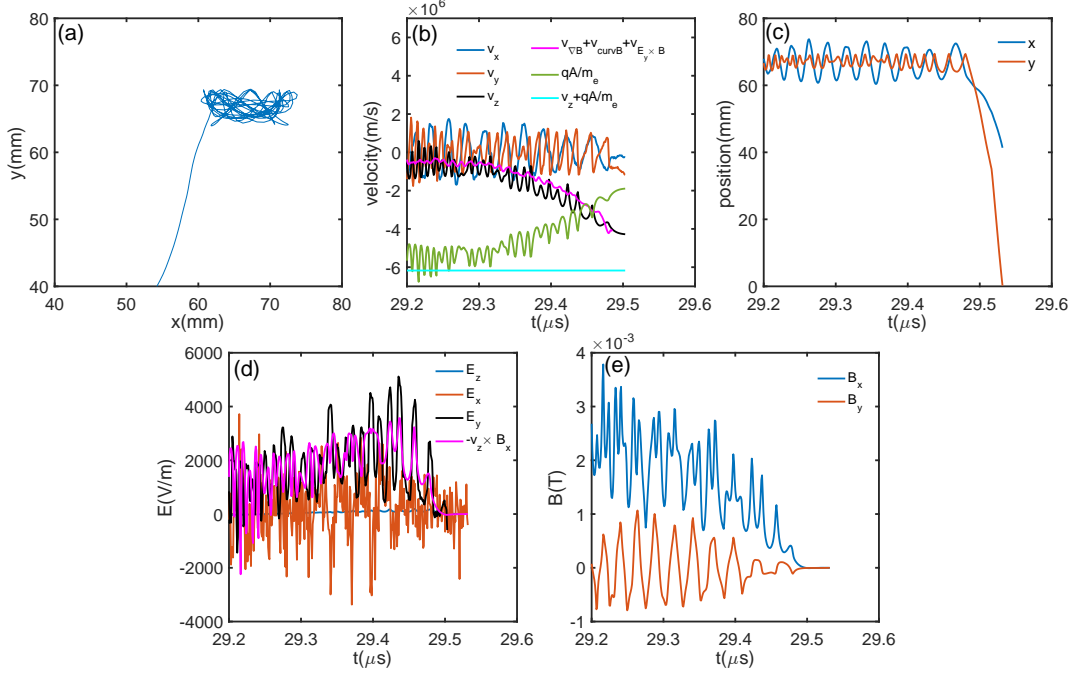 (a)
80
70
60
50
40
y(mm)
40 50 60 70 80
x(mm)
(b)
×10⁶
4
2
0
-2
-4
-6
velocity(m/s)
v_x
v_y
v_z
v_∇B+v_curvB+v_E_y × B
qA/m_e
v_z+qA/m_e
29.2 29.3 29.4 29.5 29.6
t(μs)
(c)
80
60
40
20
0
position(mm)
x
y
29.2 29.3 29.4 29.5 29.6
t(μs)
(d)
6000
4000
2000
0
-2000
-4000
E(V/m)
E_z
E_x
E_y
-v_z × B_x
29.2 29.3 29.4 29.5 29.6
t(μs)
(e)
×10⁻³
4
3
2
1
0
-1
B(T)
B_x
B_y
29.2 29.3 29.4 29.5 29.6
t(μs)